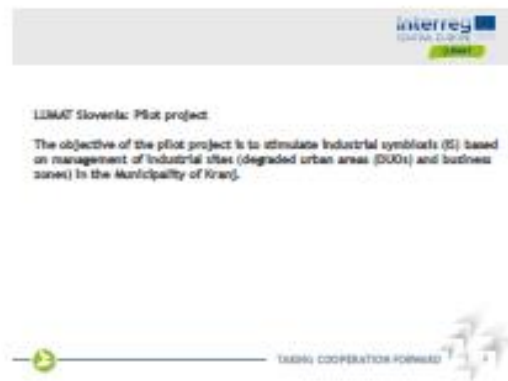 interreg
CENTRAL EUROPE
LUMAT
LUMAT Slovenia: Pilot project
The objective of the pilot project is to stimulate industrial symbiosis (IS) based
on management of industrial sites (degraded urban areas (DUOs) and business
zones) in the Municipality of Kranj.
TAKING COOPERATION FORWARD